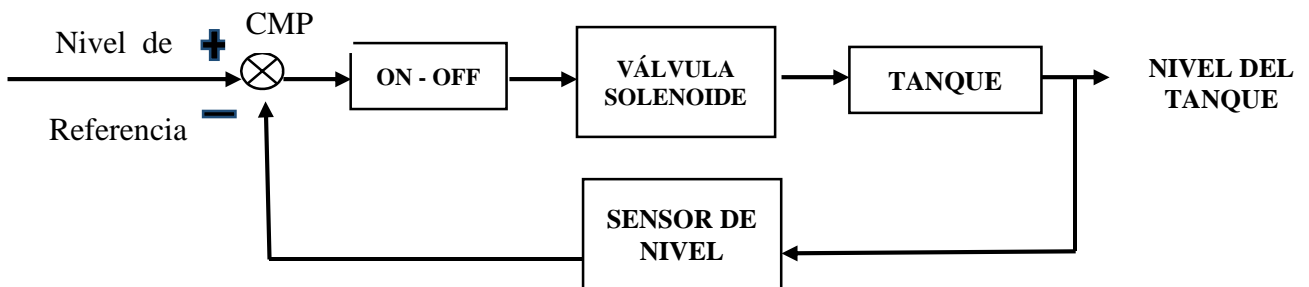 CMP
Nivel de
Referencia
ON - OFF
VÁLVULA
SOLENOIDE
TANQUE
NIVEL DEL
TANQUE
SENSOR DE
NIVEL